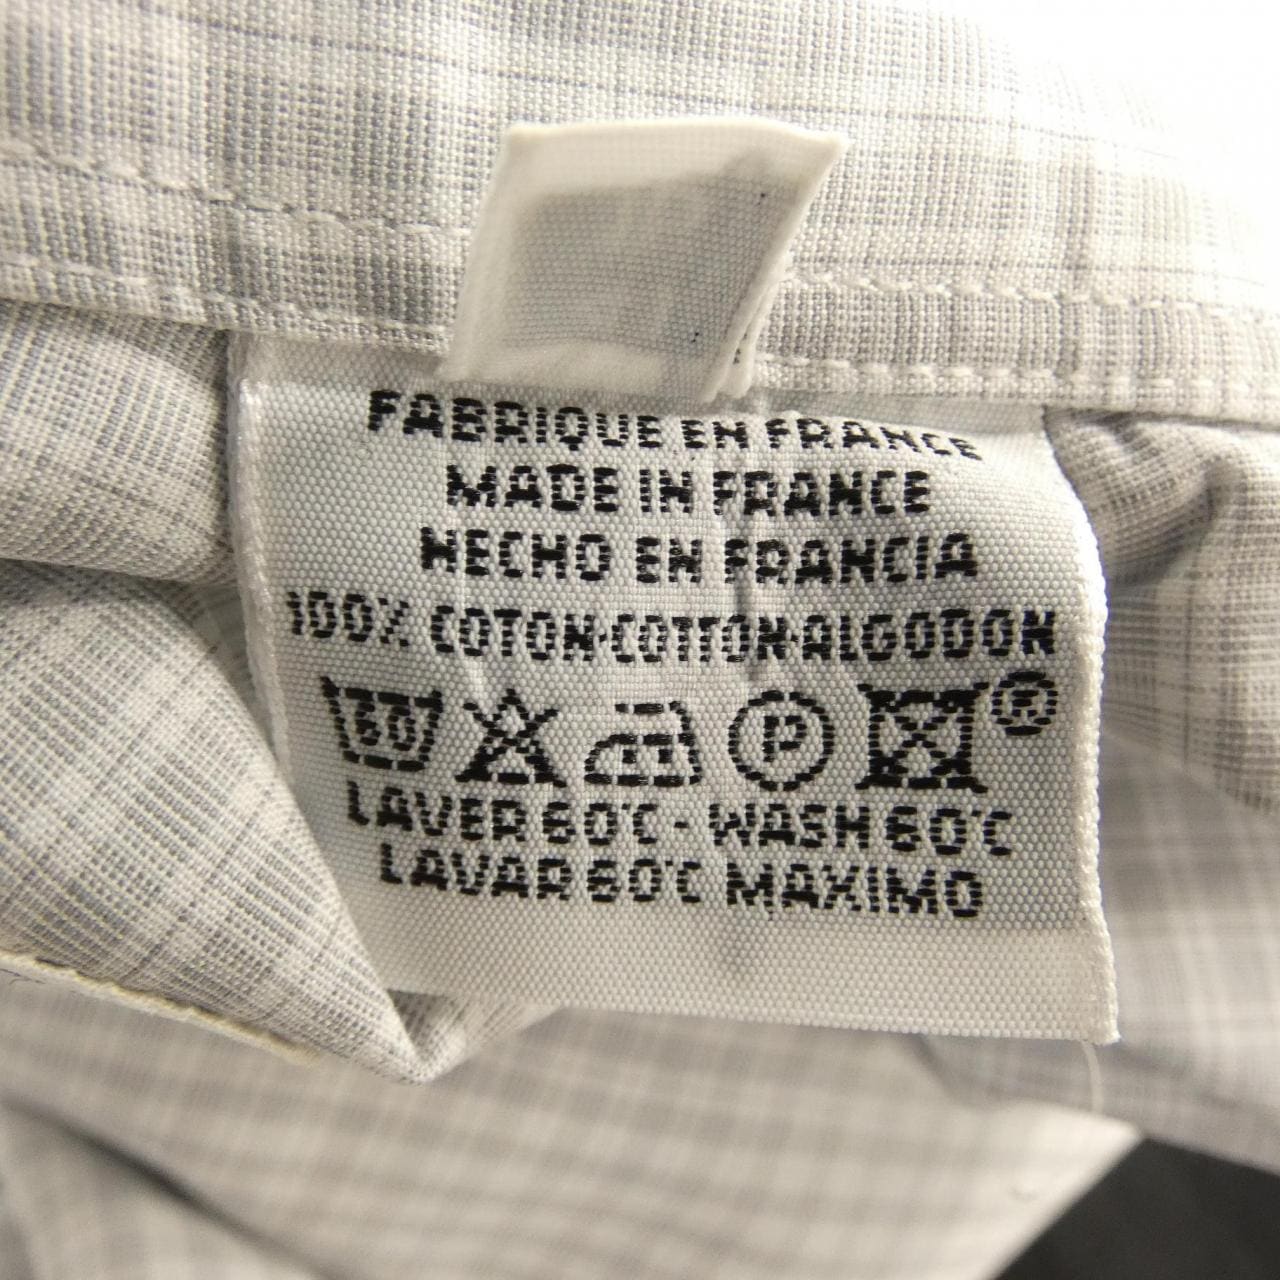 FABRIQUE EN FRANCE
MADE IN FRANCE
HECHO EN FRANCIA
100% COTON·COTTON·ALGODON
60 P ®
LAVER 60°C - WASH 60°C
LAVAR 60°C MAXIMO